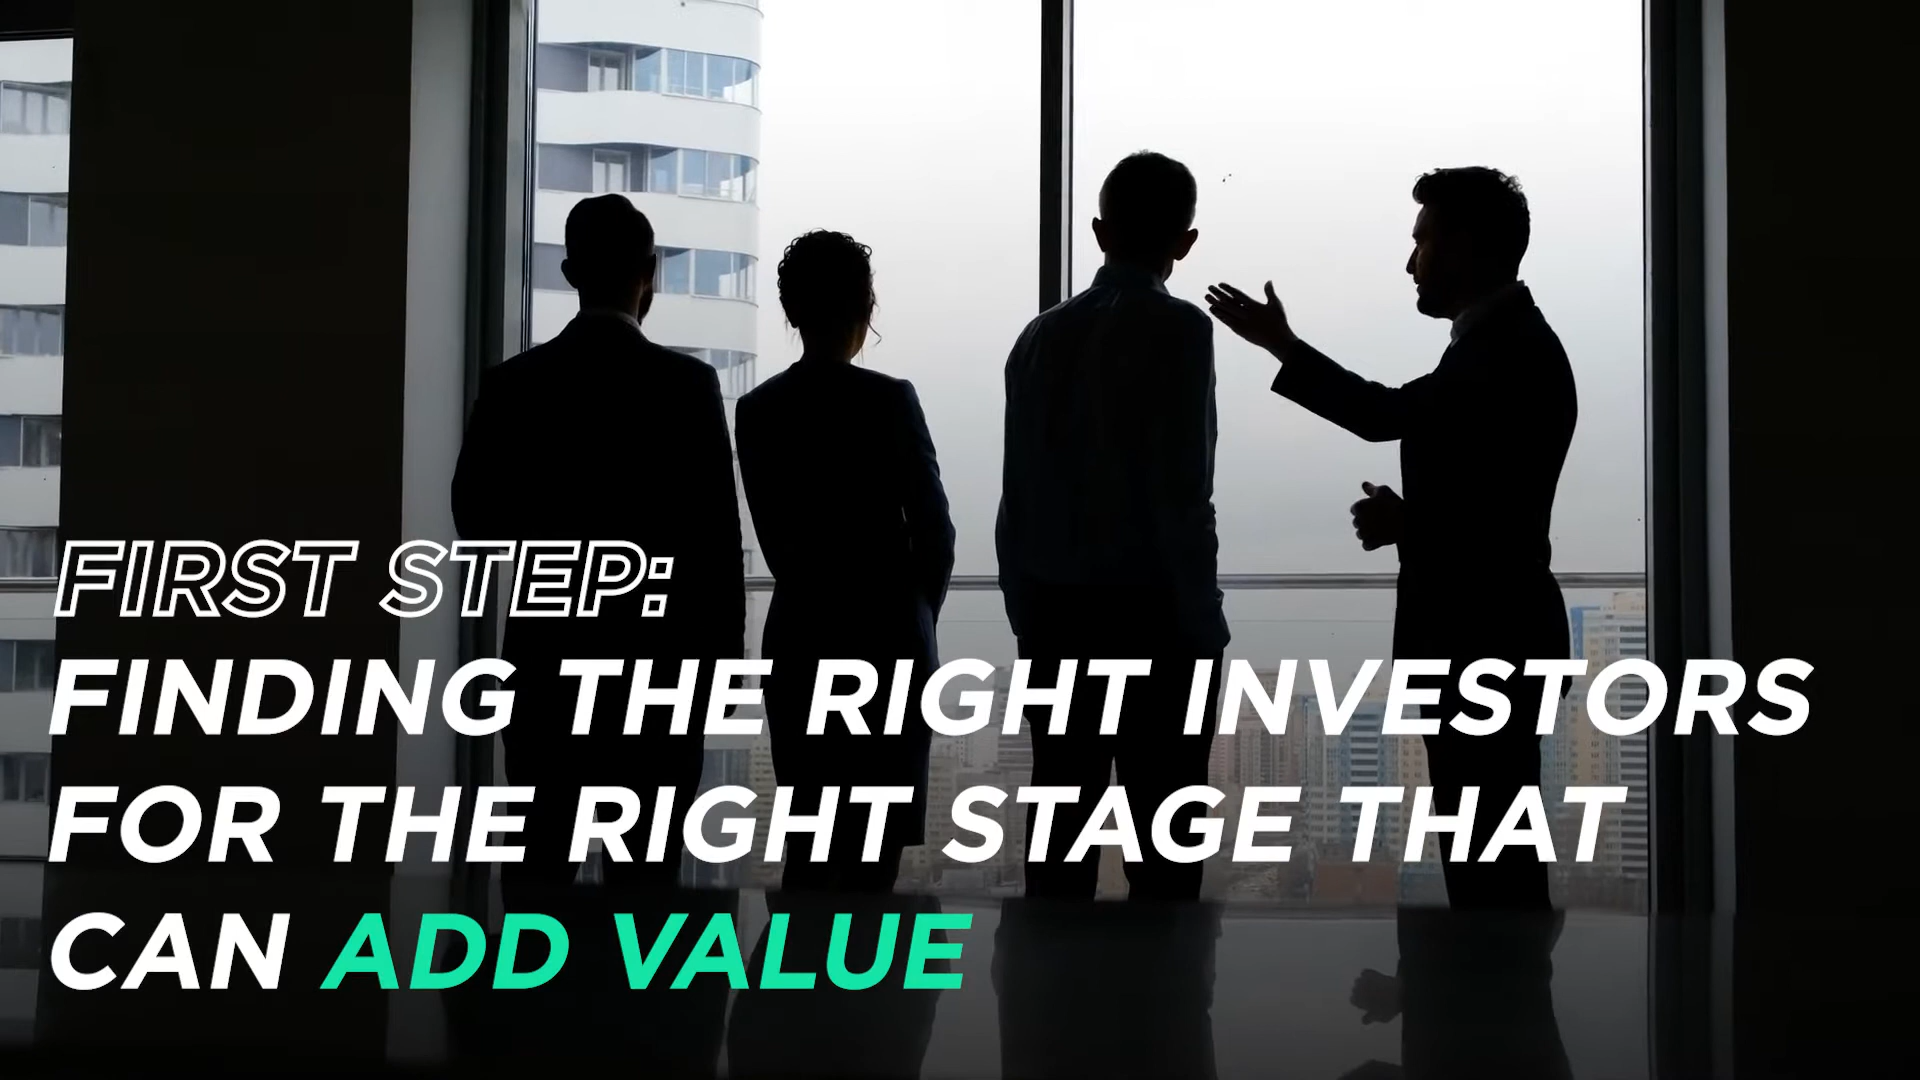 FIRST STEP:
FINDING THE RIGHT INVESTORS
FOR THE RIGHT STAGE THAT
CAN ADD VALUE